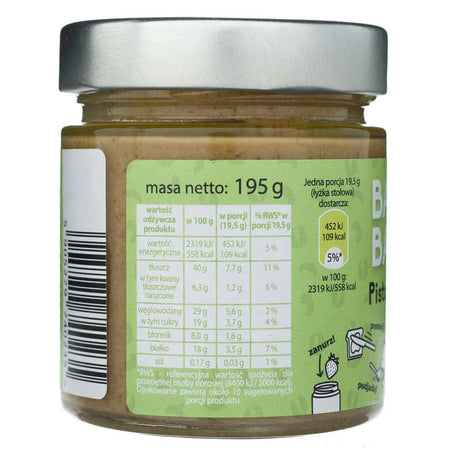 masa netto: 195 g
wartość odżywcza produktu | w 100 g | w porcji (19,5 g) | % RWS* w porcji 19,5 g
wartość energetyczna | 2319 kJ/ 558 kcal | 452 kJ/ 109 kcal | 5 %
tłuszcz | 40 g | 7,7 g | 11 %
w tym kwasy tłuszczowe nasycone | 6,3 g | 1,2 g | 6 %
węglowodany | 29 g | 5,6 g | 2 %
w tym cukry | 19 g | 3,7 g | 4 %
błonnik | 8,0 g | 1,6 g
białko | 18 g | 3,5 g | 7 %
sól | 0,17 g | 0,03 g | 1 %
*RWS - referencyjna wartość spożycia dla
przeciętnej osoby dorosłej (8400 kJ / 2000 kcal).
Opakowanie zawiera około 10 sugerowanych
porcji produktu.
Jedna porcja 19,5 g
(łyżka stołowa)
dostarcza:
452 kJ
109 kcal
5%*
w 100 g:
2319 kJ/558 kcal
BA
BA
Pist
zanurz!